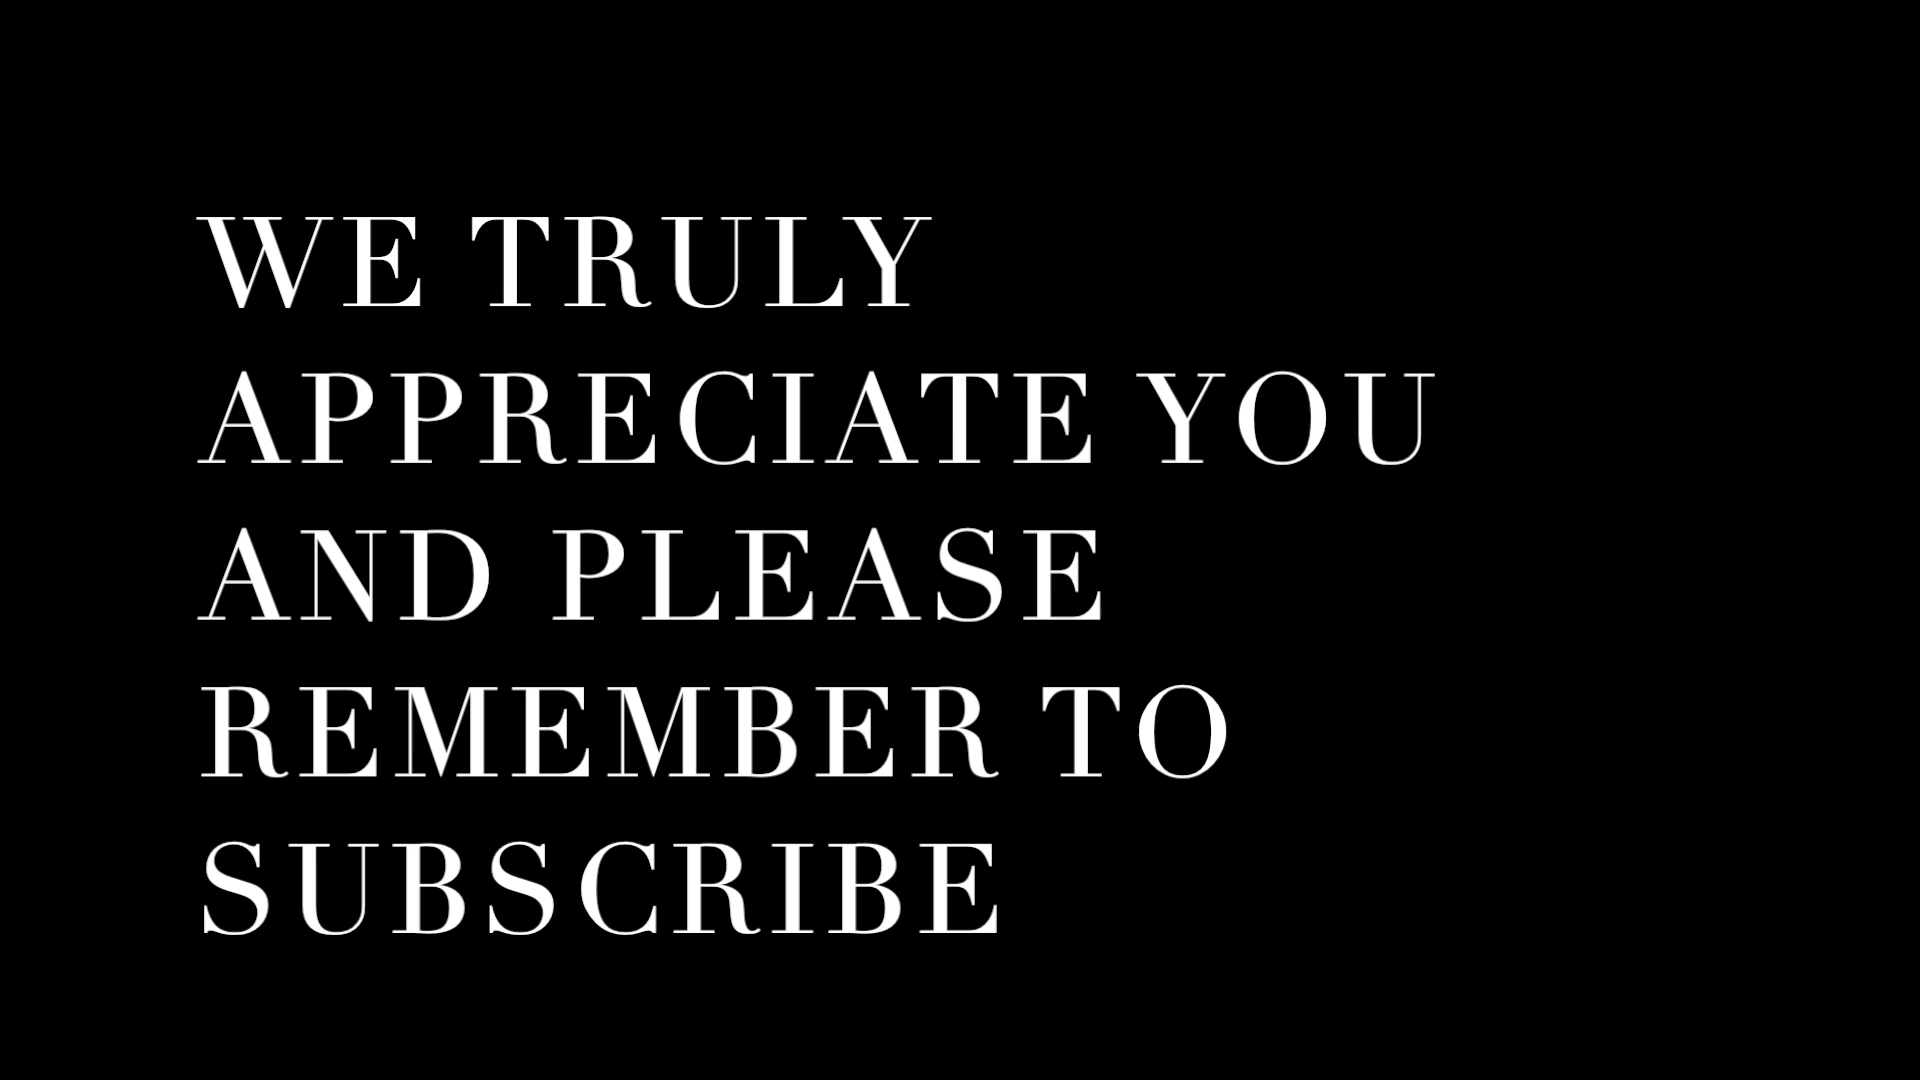 WE TRULY
APPRECIATE YOU
AND PLEASE
REMEMBER TO
SUBSCRIBE